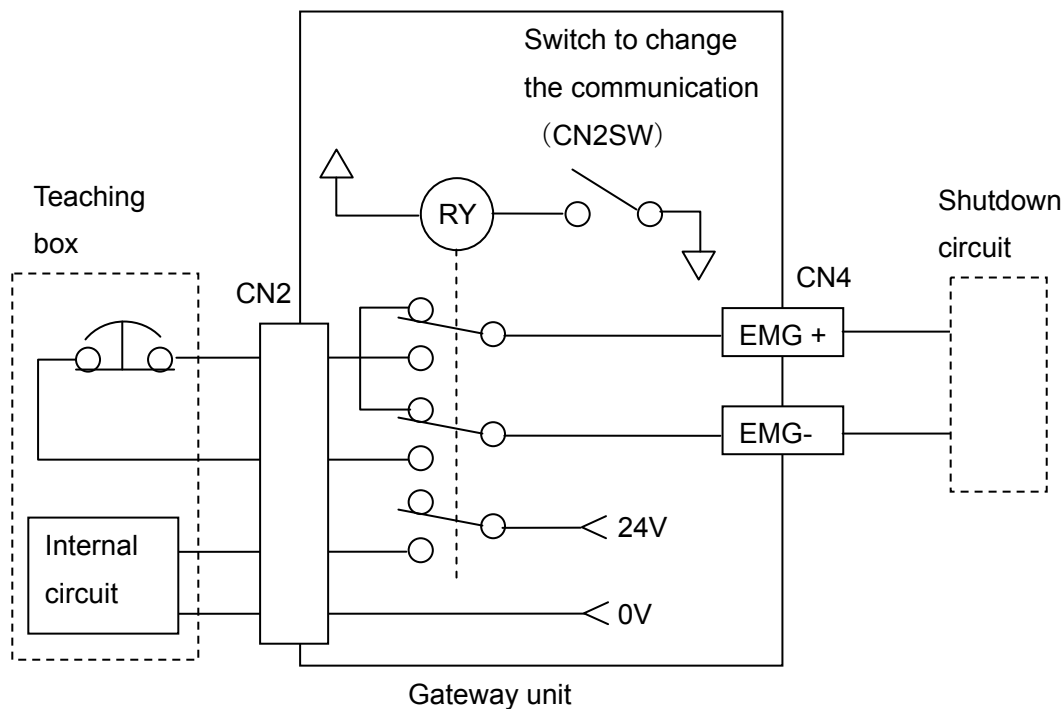 Switch to change
the communication
（CN2SW）
Teaching
box
RY
Shutdown
circuit
CN2
CN4
EMG +
EMG-
24V
Internal
circuit
0V
Gateway unit